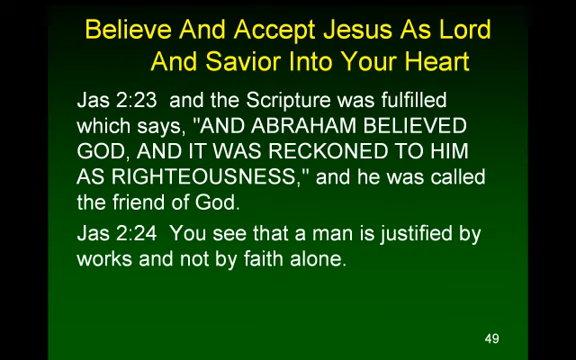 Believe And Accept Jesus As Lord
And Savior Into Your Heart
Jas 2:23 and the Scripture was fulfilled
which says, "AND ABRAHAM BELIEVED
GOD, AND IT WAS RECKONED TO HIM
AS RIGHTEOUSNESS," and he was called
the friend of God.
Jas 2:24 You see that a man is justified by
works and not by faith alone.
49